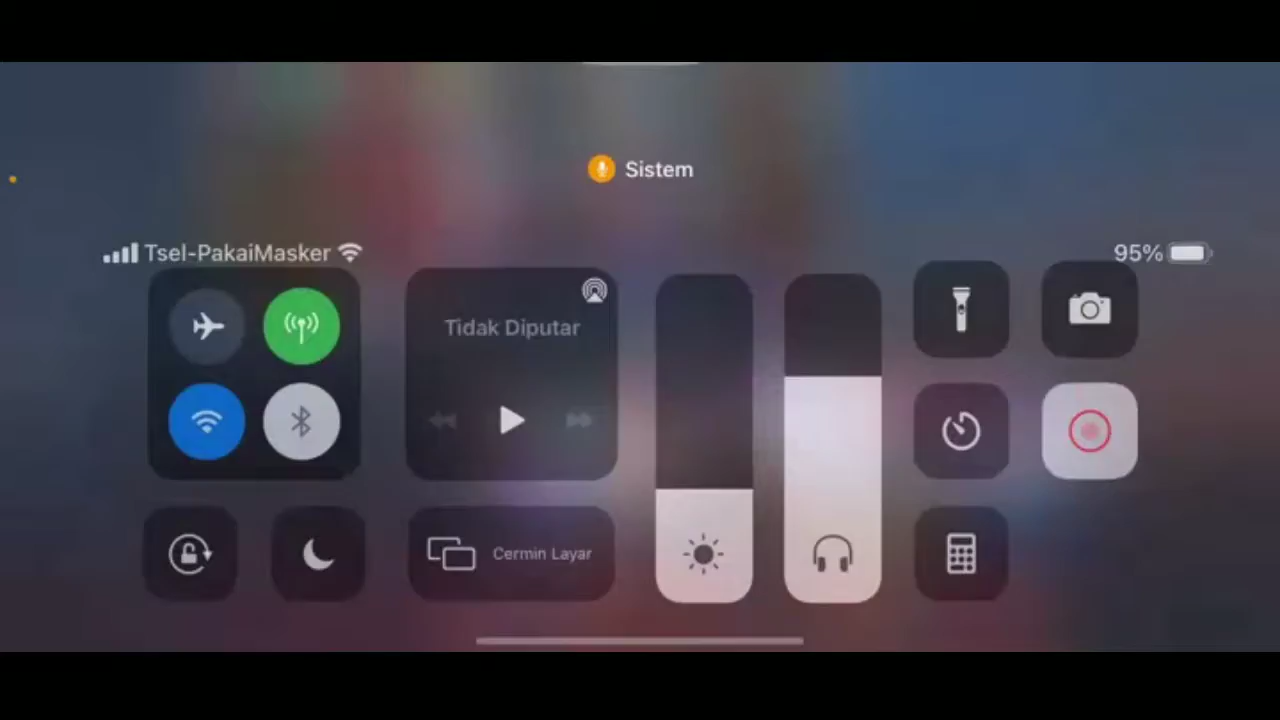 Sistem
Tsel-PakaiMasker
95%
Tidak Diputar
Cermin Layar